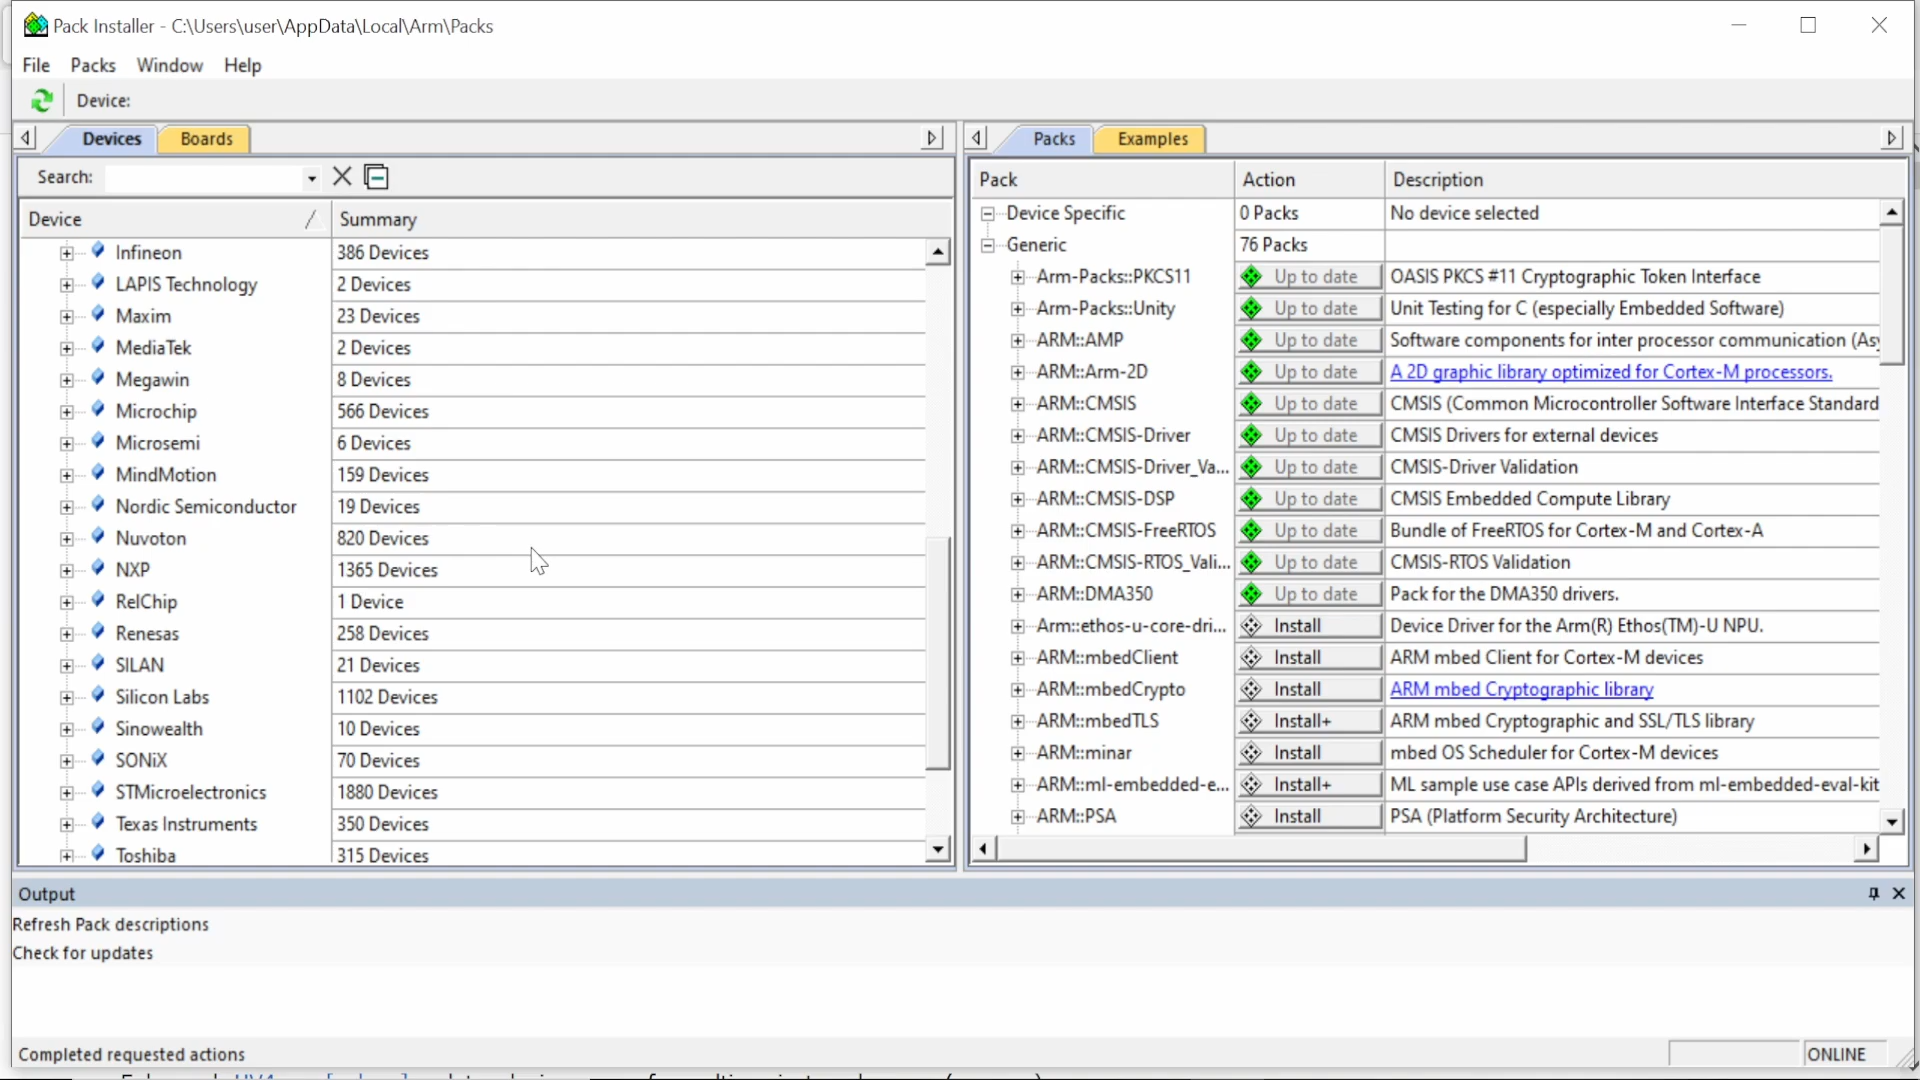 Pack Installer - C:\Users\user\AppData\Local\Arm\Packs
File Packs Window Help
Device:
Devices Boards
Search:
Device Summary
Infineon 386 Devices
LAPIS Technology 2 Devices
Maxim 23 Devices
MediaTek 2 Devices
Megawin 8 Devices
Microchip 566 Devices
Microsemi 6 Devices
MindMotion 159 Devices
Nordic Semiconductor 19 Devices
Nuvoton 820 Devices
NXP 1365 Devices
RelChip 1 Device
Renesas 258 Devices
SILAN 21 Devices
Silicon Labs 1102 Devices
Sinowealth 10 Devices
SONiX 70 Devices
STMicroelectronics 1880 Devices
Texas Instruments 350 Devices
Toshiba 315 Devices
Packs Examples
Pack Action Description
Device Specific 0 Packs No device selected
Generic 76 Packs
Arm-Packs::PKCS11 Up to date OASIS PKCS #11 Cryptographic Token Interface
Arm-Packs::Unity Up to date Unit Testing for C (especially Embedded Software)
ARM::AMP Up to date Software components for inter processor communication (Asy
ARM::Arm-2D Up to date A 2D graphic library optimized for Cortex-M processors.
ARM::CMSIS Up to date CMSIS (Common Microcontroller Software Interface Standard
ARM::CMSIS-Driver Up to date CMSIS Drivers for external devices
ARM::CMSIS-Driver_Va... Up to date CMSIS-Driver Validation
ARM::CMSIS-DSP Up to date CMSIS Embedded Compute Library
ARM::CMSIS-FreeRTOS Up to date Bundle of FreeRTOS for Cortex-M and Cortex-A
ARM::CMSIS-RTOS_Vali... Up to date CMSIS-RTOS Validation
ARM::DMA350 Up to date Pack for the DMA350 drivers.
Arm::ethos-u-core-dri... Install Device Driver for the Arm(R) Ethos(TM)-U NPU.
ARM::mbedClient Install ARM mbed Client for Cortex-M devices
ARM::mbedCrypto Install ARM mbed Cryptographic library
ARM::mbedTLS Install+ ARM mbed Cryptographic and SSL/TLS library
ARM::minar Install mbed OS Scheduler for Cortex-M devices
ARM::ml-embedded-e... Install+ ML sample use case APIs derived from ml-embedded-eval-kit
ARM::PSA Install PSA (Platform Security Architecture)
Output
Refresh Pack descriptions
Check for updates
Completed requested actions
ONLINE